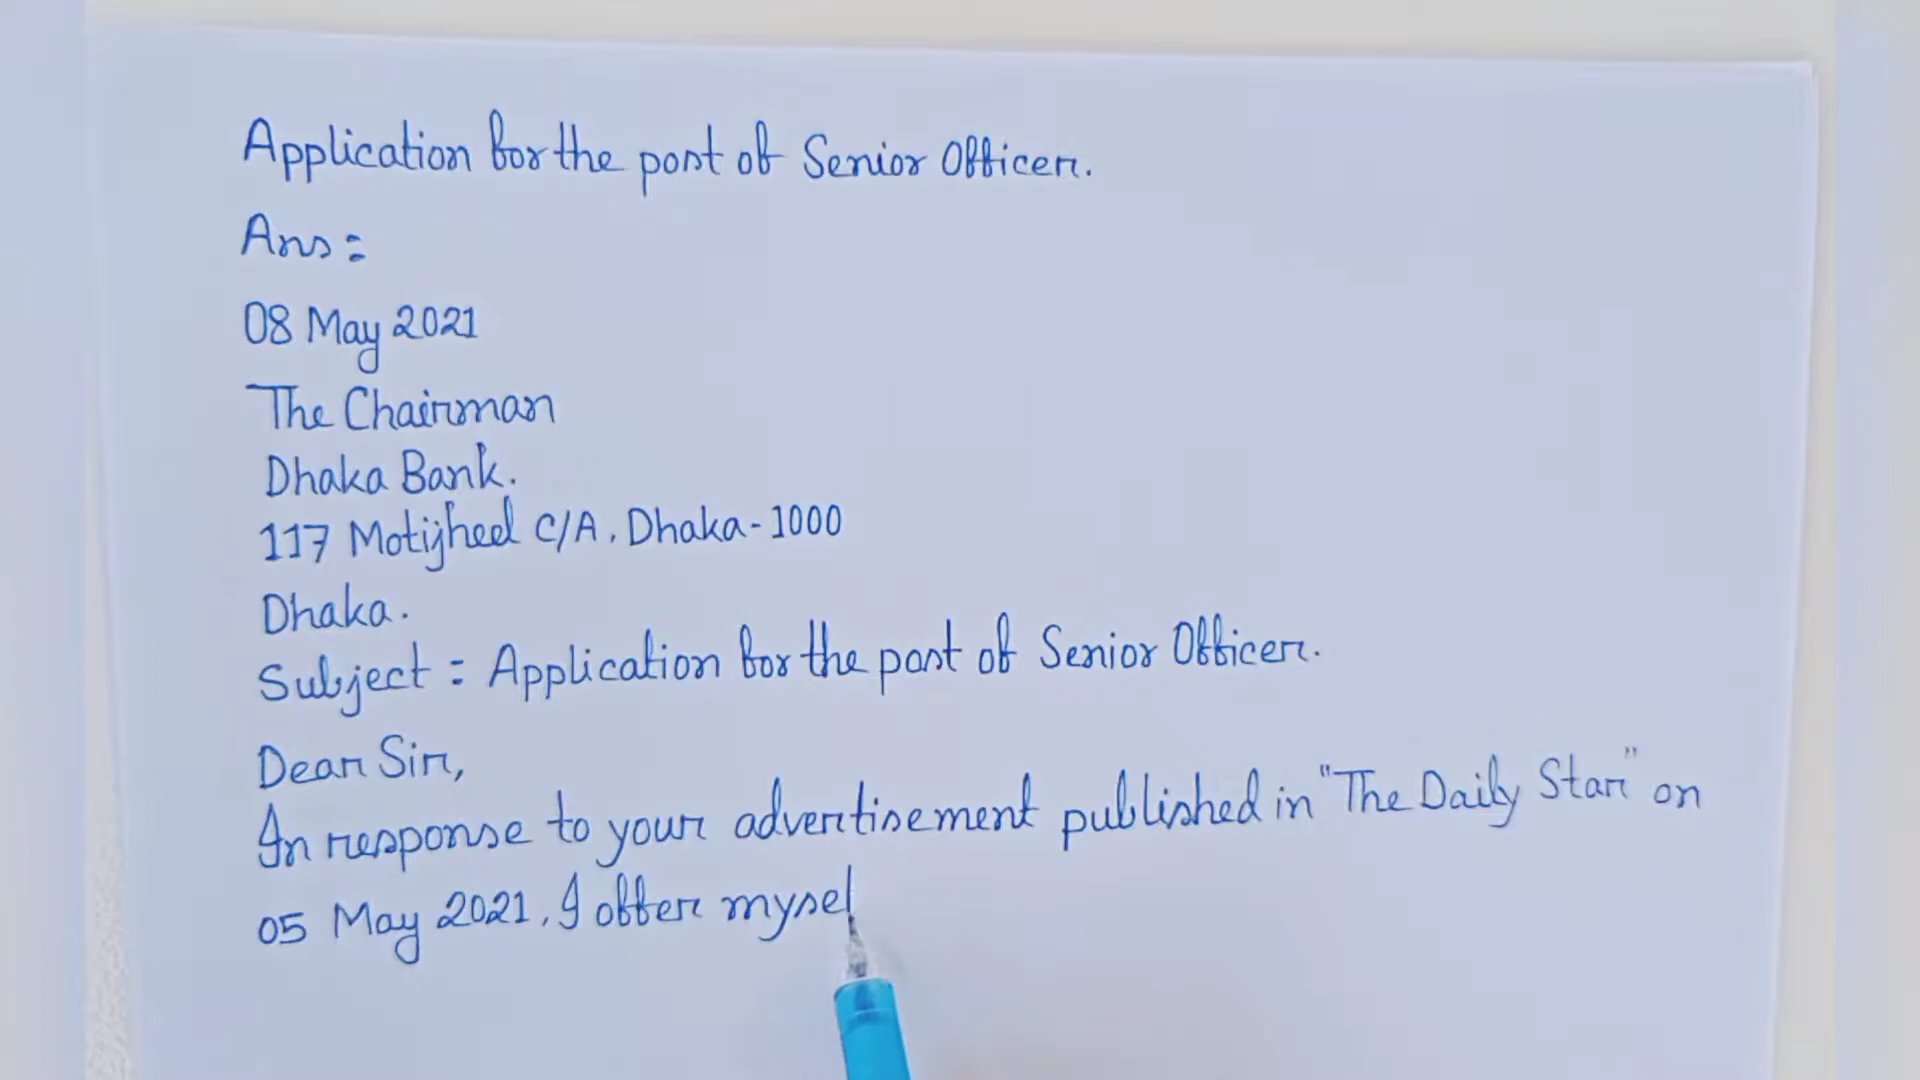 Application for the post of Senior Officer.
Ans:
08 May 2021
The Chairman
Dhaka Bank.
117 Motijheel C/A, Dhaka-1000
Dhaka.
Subject: Application for the post of Senior Officer.
Dear Sir,
In response to your advertisement published in "The Daily Star" on
05 May 2021, I offer mysel